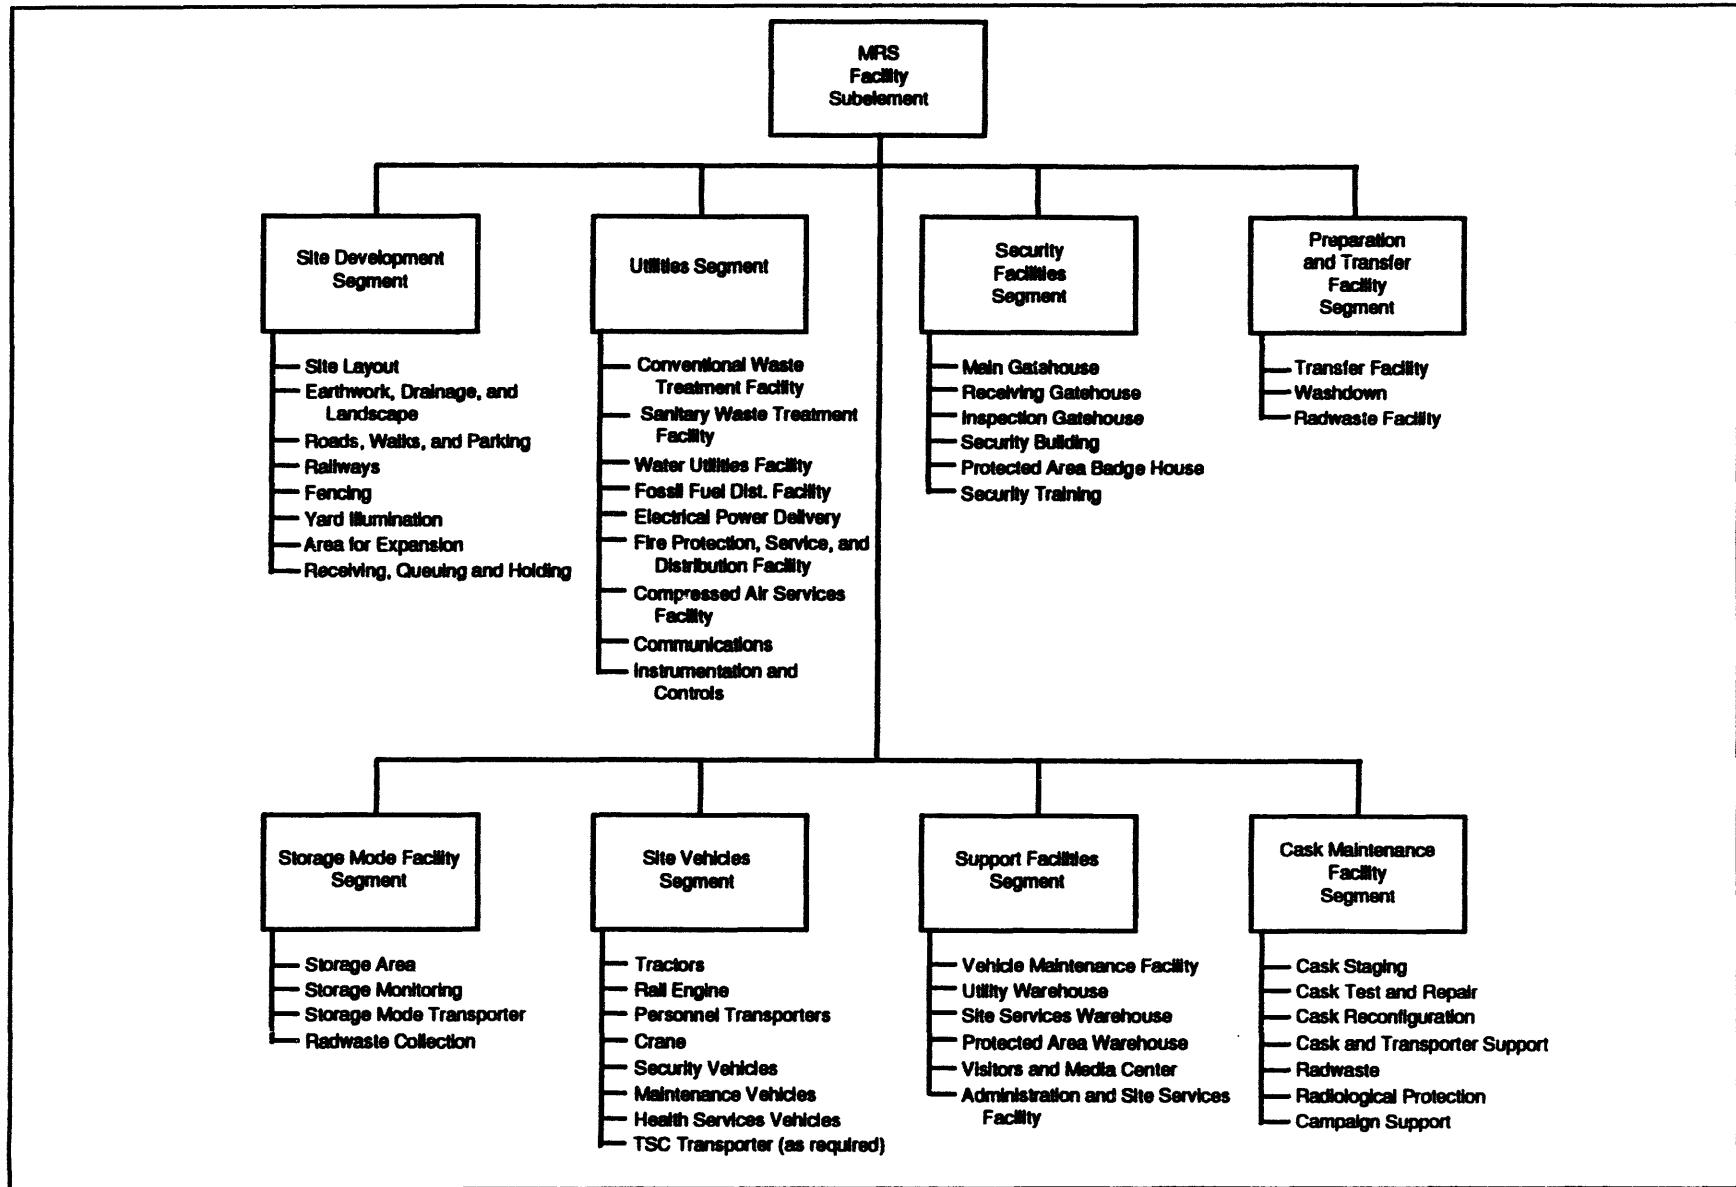 MRS
Facility
Subelement
Site Development
Segment
Site Layout
Earthwork, Drainage, and
Landscape
Roads, Walks, and Parking
Railways
Fencing
Yard Illumination
Area for Expansion
Receiving, Queuing and Holding
Utilities Segment
Conventional Waste
Treatment Facility
Sanitary Waste Treatment
Facility
Water Utilities Facility
Fossil Fuel Dist. Facility
Electrical Power Delivery
Fire Protection, Service, and
Distribution Facility
Compressed Air Services
Facility
Communications
Instrumentation and
Controls
Security
Facilities
Segment
Main Gatehouse
Receiving Gatehouse
Inspection Gatehouse
Security Building
Protected Area Badge House
Security Training
Preparation
and Transfer
Facility
Segment
Transfer Facility
Washdown
Radwaste Facility
Storage Mode Facility
Segment
Storage Area
Storage Monitoring
Storage Mode Transporter
Radwaste Collection
Site Vehicles
Segment
Tractors
Rail Engine
Personnel Transporters
Crane
Security Vehicles
Maintenance Vehicles
Health Services Vehicles
TSC Transporter (as required)
Support Facilities
Segment
Vehicle Maintenance Facility
Utility Warehouse
Site Services Warehouse
Protected Area Warehouse
Visitors and Media Center
Administration and Site Services
Facility
Cask Maintenance
Facility
Segment
Cask Staging
Cask Test and Repair
Cask Reconfiguration
Cask and Transporter Support
Radwaste
Radiological Protection
Campaign Support